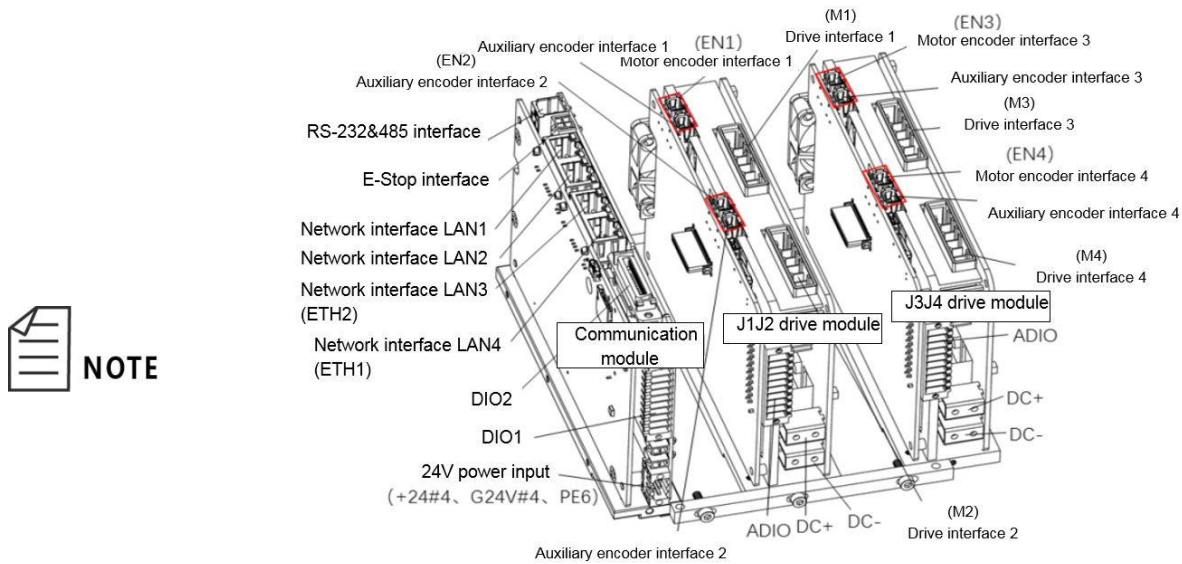 (M1)
Drive interface 1
(EN3)
Motor encoder interface 3
Auxiliary encoder interface 1
(EN1)
Motor encoder interface 1
(EN2)
Auxiliary encoder interface 2
Auxiliary encoder interface 3
(M3)
Drive interface 3
RS-232&485 interface
(EN4)
Motor encoder interface 4
E-Stop interface
Auxiliary encoder interface 4
Network interface LAN1
Network interface LAN2
(M4)
Drive interface 4
Network interface LAN3
(ETH2)
J3J4 drive module
J1J2 drive module
Communication
module
ADIO
Network interface LAN4
(ETH1)
NOTE
DIO2
DC+
DIO1
DC-
24V power input
(+24#4、G24V#4、PE6)
(M2)
Drive interface 2
ADIO
DC+
DC-
Auxiliary encoder interface 2